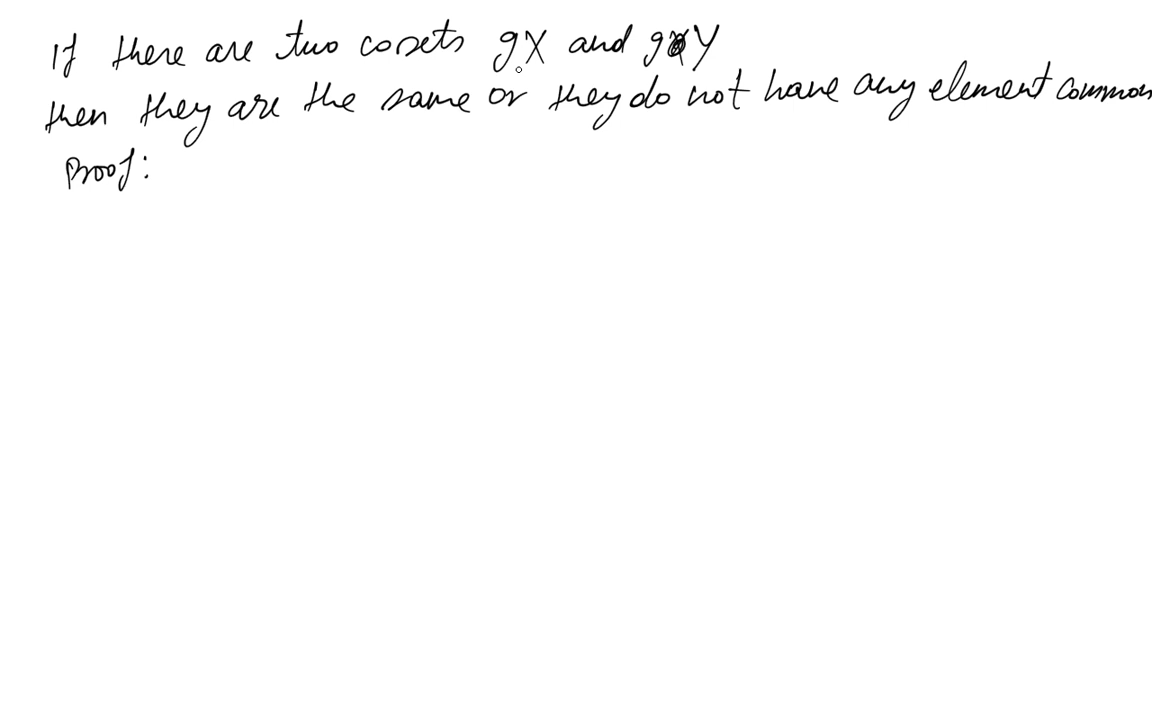 If there are two cosets gX and gY
then they are the same or they do not have any element common
Proof: